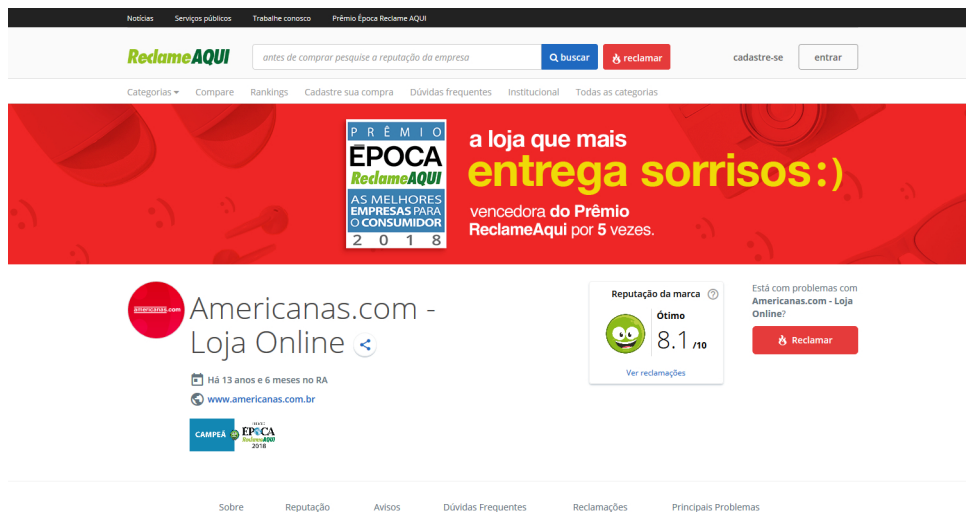 Notícias Serviços públicos Trabalhe conosco Prêmio Época Reclame AQUI
ReclameAQUI
antes de comprar pesquise a reputação da empresa
buscar
reclamar
cadastre-se
entrar
Categorias Compare Rankings Cadastre sua compra Dúvidas frequentes Institucional Todas as categorias
PRÊMIO
ÉPOCA
ReclameAQUI
AS MELHORES
EMPRESAS PARA
O CONSUMIDOR
2018
a loja que mais
entrega sorrisos:)
vencedora do Prêmio
ReclameAqui por 5 vezes.
americanas.com
Americanas.com -
Loja Online
Há 13 anos e 6 meses no RA
www.americanas.com.br
CAMPEÃ
ÉPOCA
ReclameAQUI
2018
Reputação da marca ?
Ótimo
8.1 /10
Ver reclamações
Está com problemas com
Americanas.com - Loja
Online?
Reclamar
Sobre Reputação Avisos Dúvidas Frequentes Reclamações Principais Problemas